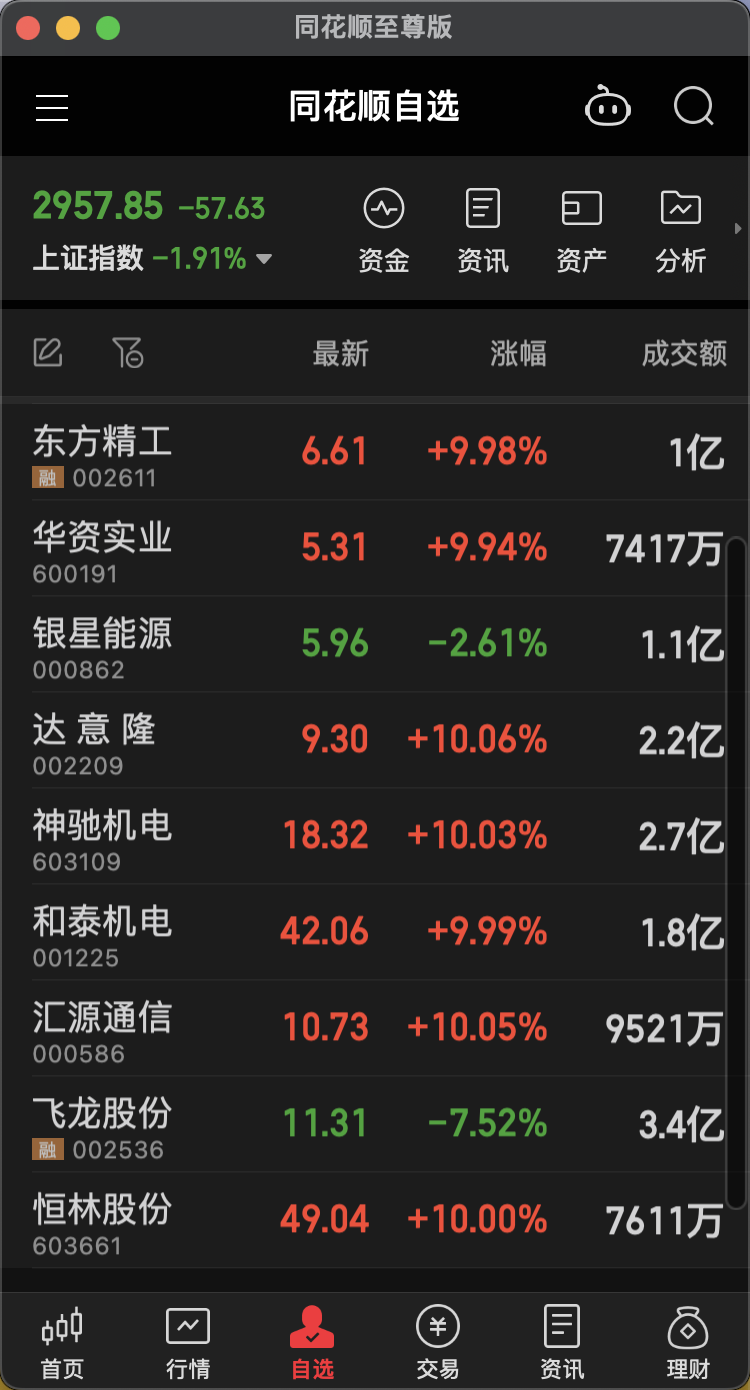 同花顺至尊版
同花顺自选
2957.85 -57.63
上证指数 -1.91%
资金 资讯 资产 分析
最新 涨幅 成交额
东方精工 6.61 +9.98% 1亿
融 002611
华资实业 5.31 +9.94% 7417万
600191
银星能源 5.96 -2.61% 1.1亿
000862
达 意 隆 9.30 +10.06% 2.2亿
002209
神驰机电 18.32 +10.03% 2.7亿
603109
和泰机电 42.06 +9.99% 1.8亿
001225
汇源通信 10.73 +10.05% 9521万
000586
飞龙股份 11.31 -7.52% 3.4亿
融 002536
恒林股份 49.04 +10.00% 7611万
603661
首页 行情 自选 交易 资讯 理财